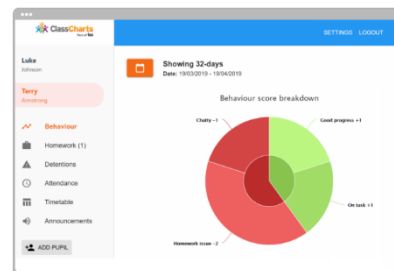 ClassCharts
SETTINGS LOGOUT
Luke
Johnson
Terry
Armstrong
Behaviour
Homework (1)
Detentions
Attendance
Timetable
Announcements
ADD PUPIL
Showing 32-days
Date: 19/03/2019 - 19/04/2019
Behaviour score breakdown
Chatty -1
Good progress +1
On task +1
Homework issue -2